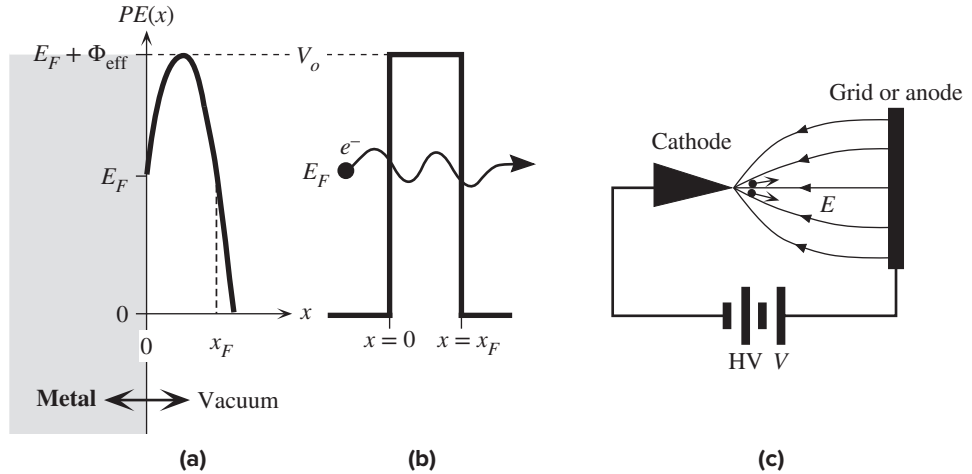 PE(x)
E_F + Φ_eff
E_F
0
0
x_F
x
Metal
Vacuum
(a)
V_o
e⁻
E_F
x = 0
x = x_F
(b)
Grid or anode
Cathode
E
HV
V
(c)